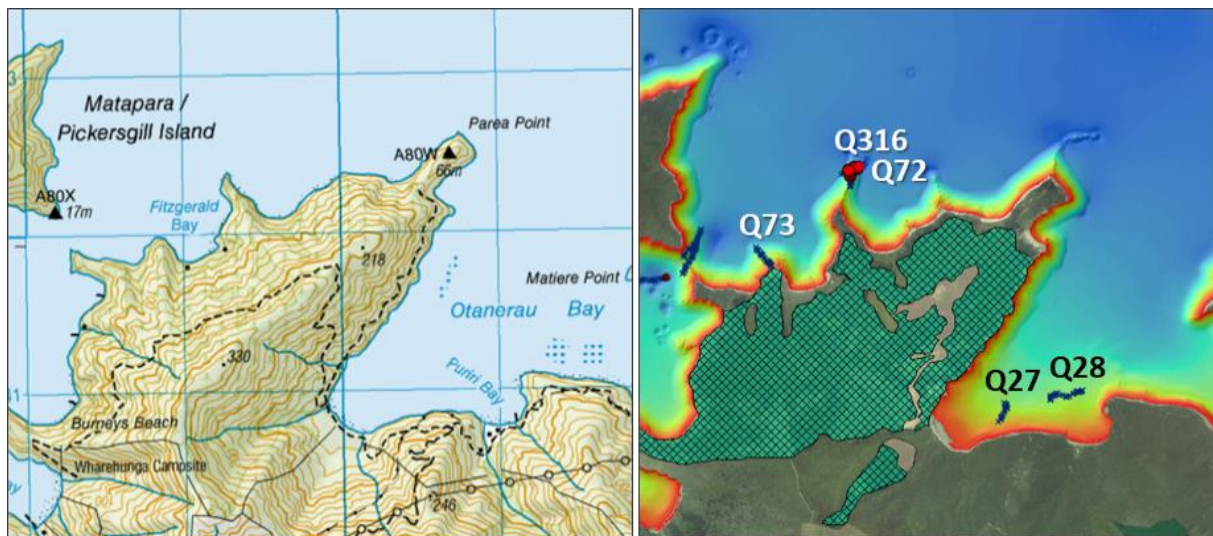 Matapara /
Pickersgill Island
A80X
17m
Fitzgerald
Bay
Parea Point
A80W
66m
218
Matiere Point
Otanerau Bay
330
Puriri Bay
Burneys Beach
Wharehunga Campsite
246
Q316
Q72
Q73
Q27
Q28